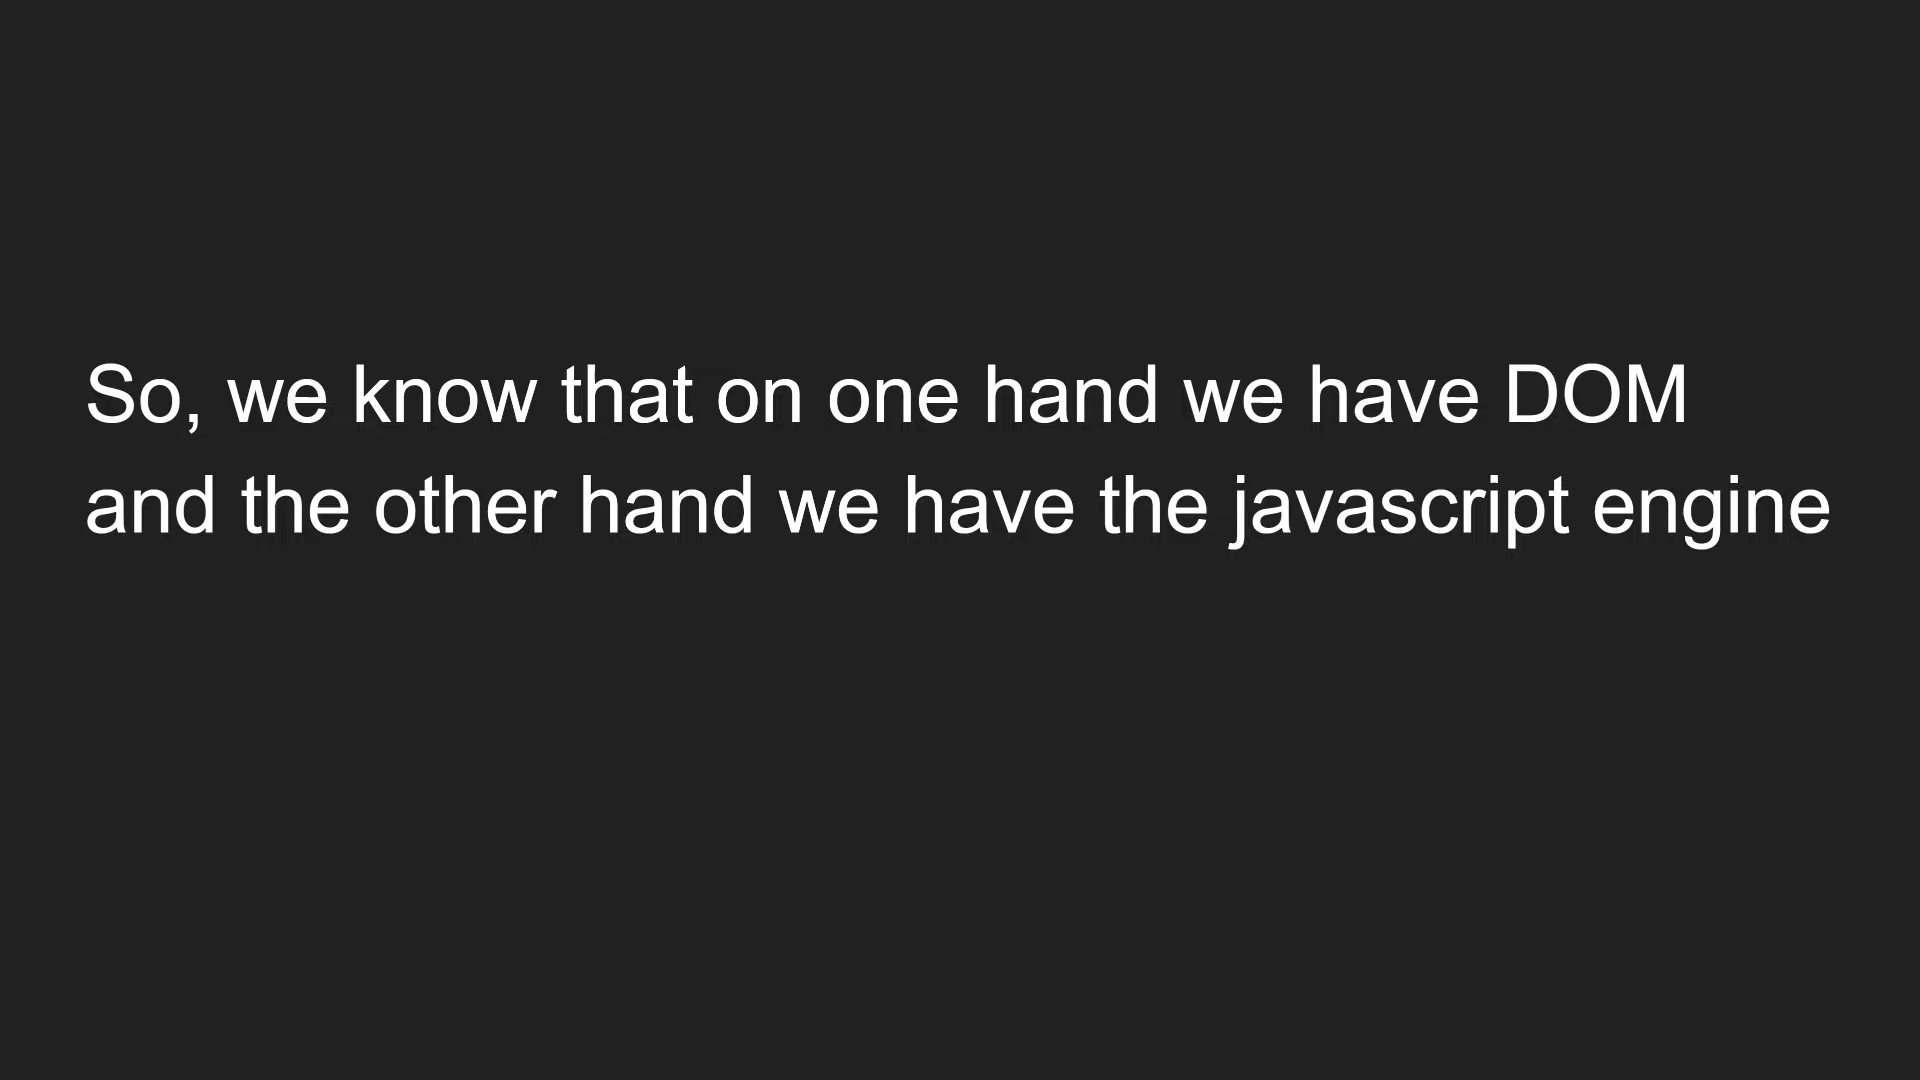 So, we know that on one hand we have DOM
and the other hand we have the javascript engine